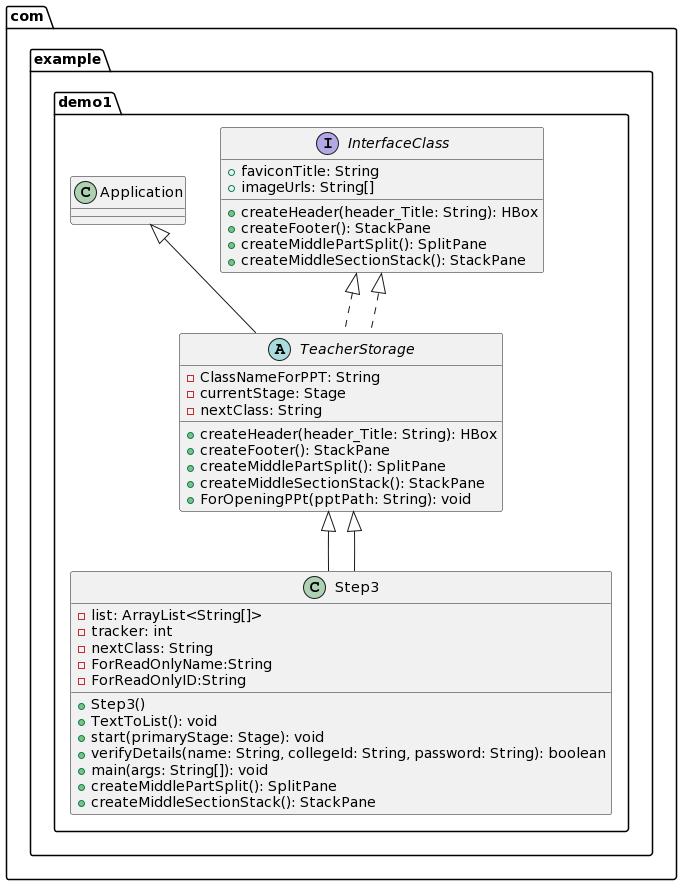 com
example
demo1
I InterfaceClass
faviconTitle: String
imageUrls: String[]
createHeader(header_Title: String): HBox
createFooter(): StackPane
createMiddlePartSplit(): SplitPane
createMiddleSectionStack(): StackPane
C Application
A TeacherStorage
ClassNameForPPT: String
currentStage: Stage
nextClass: String
createHeader(header_Title: String): HBox
createFooter(): StackPane
createMiddlePartSplit(): SplitPane
createMiddleSectionStack(): StackPane
ForOpeningPPt(pptPath: String): void
C Step3
list: ArrayList<String[]>
tracker: int
nextClass: String
ForReadOnlyName:String
ForReadOnlyID:String
Step3()
TextToList(): void
start(primaryStage: Stage): void
verifyDetails(name: String, collegeId: String, password: String): boolean
main(args: String[]): void
createMiddlePartSplit(): SplitPane
createMiddleSectionStack(): StackPane